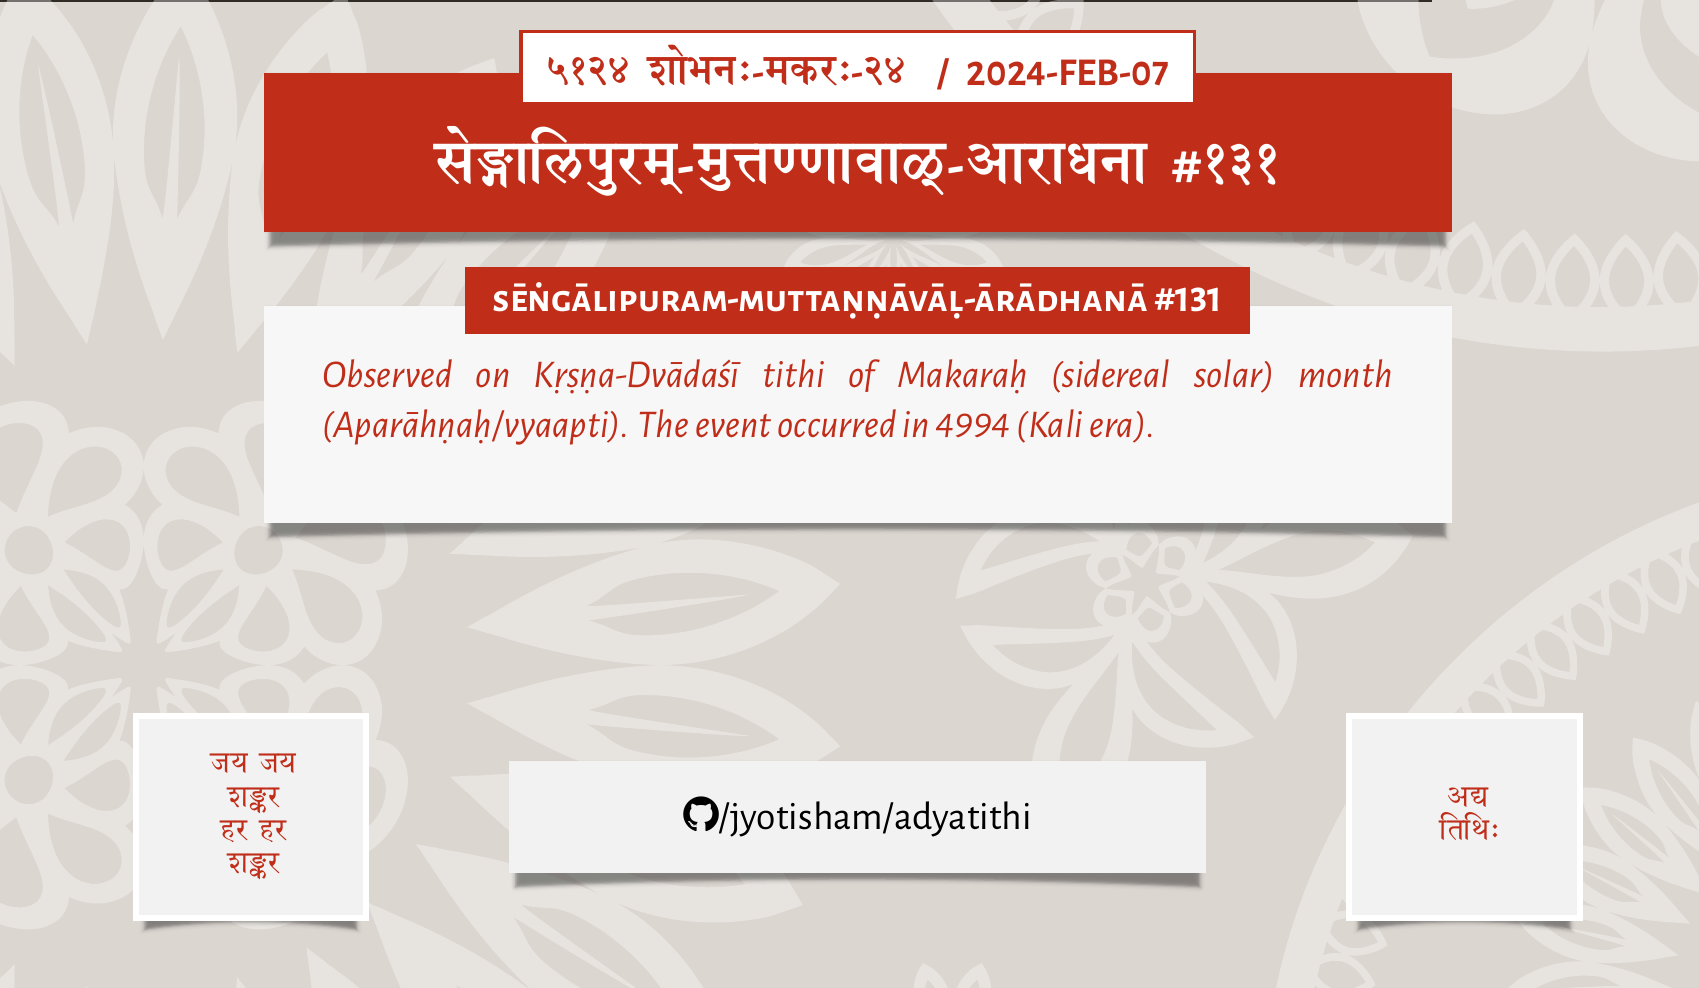 ५१२४ शोभनः-मकरः-२४ / 2024-FEB-07
सेङ्गालिपुरम्-मुत्तण्णावाळ्-आराधना #१३१
SĒṄGĀLIPURAM-MUTTAṆṆĀVĀḶ-ĀRĀDHANĀ #131
Observed on Kṛṣṇa-Dvādaśī tithi of Makaraḥ (sidereal solar) month
(Aparāhṇaḥ/vyaapti). The event occurred in 4994 (Kali era).
जय जय
शङ्कर
हर हर
शङ्कर
/jyotisham/adyatithi
अद्य
तिथिः